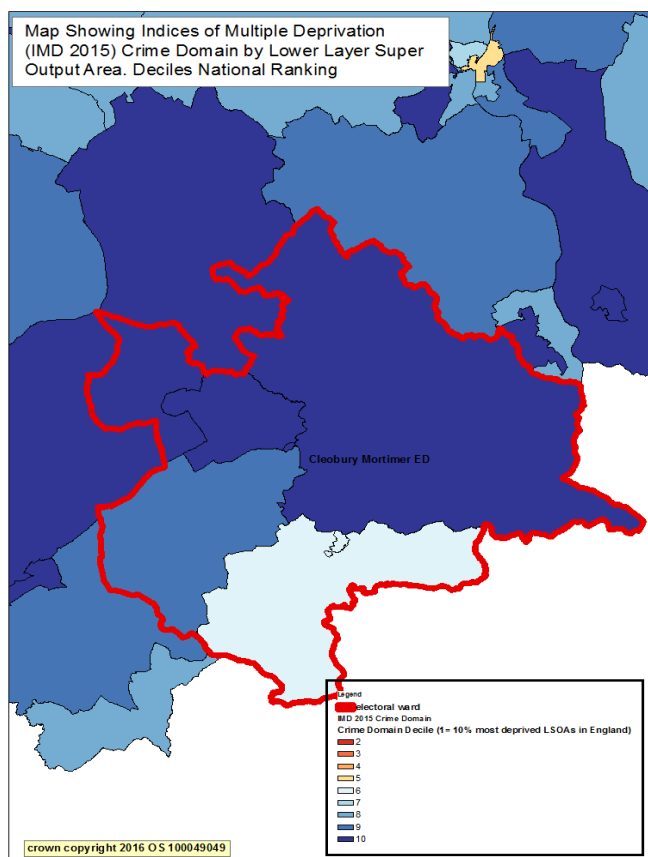 Map Showing Indices of Multiple Deprivation
(IMD 2015) Crime Domain by Lower Layer Super
Output Area. Deciles National Ranking
Cleobury Mortimer ED
Legend
electoral ward
IMD 2015 Crime Domain
Crime Domain Decile (1= 10% most deprived LSOAs in England)
2
3
4
5
6
7
8
9
10
crown copyright 2016 OS 100049049